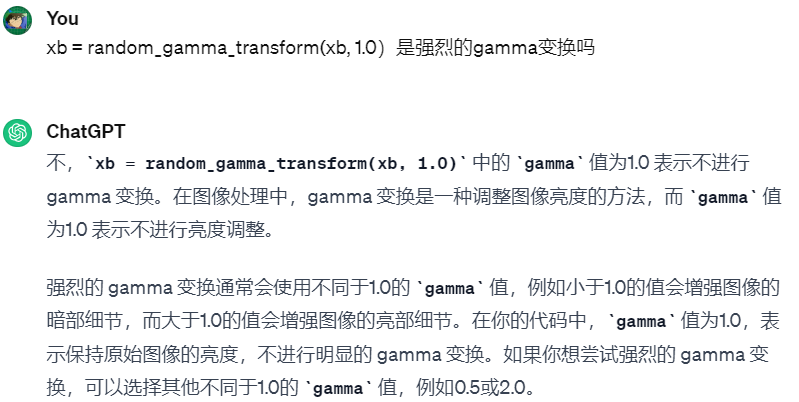 You
xb = random_gamma_transform(xb, 1.0）是强烈的gamma变换吗
ChatGPT
不，`xb = random_gamma_transform(xb, 1.0)` 中的 `gamma` 值为1.0 表示不进行
gamma 变换。在图像处理中，gamma 变换是一种调整图像亮度的方法，而 `gamma` 值
为1.0 表示不进行亮度调整。
强烈的 gamma 变换通常会使用不同于1.0的 `gamma` 值，例如小于1.0的值会增强图像的
暗部细节，而大于1.0的值会增强图像的亮部细节。在你的代码中，`gamma` 值为1.0，表
示保持原始图像的亮度，不进行明显的 gamma 变换。如果你想尝试强烈的 gamma 变
换，可以选择其他不同于1.0的 `gamma` 值，例如0.5或2.0。